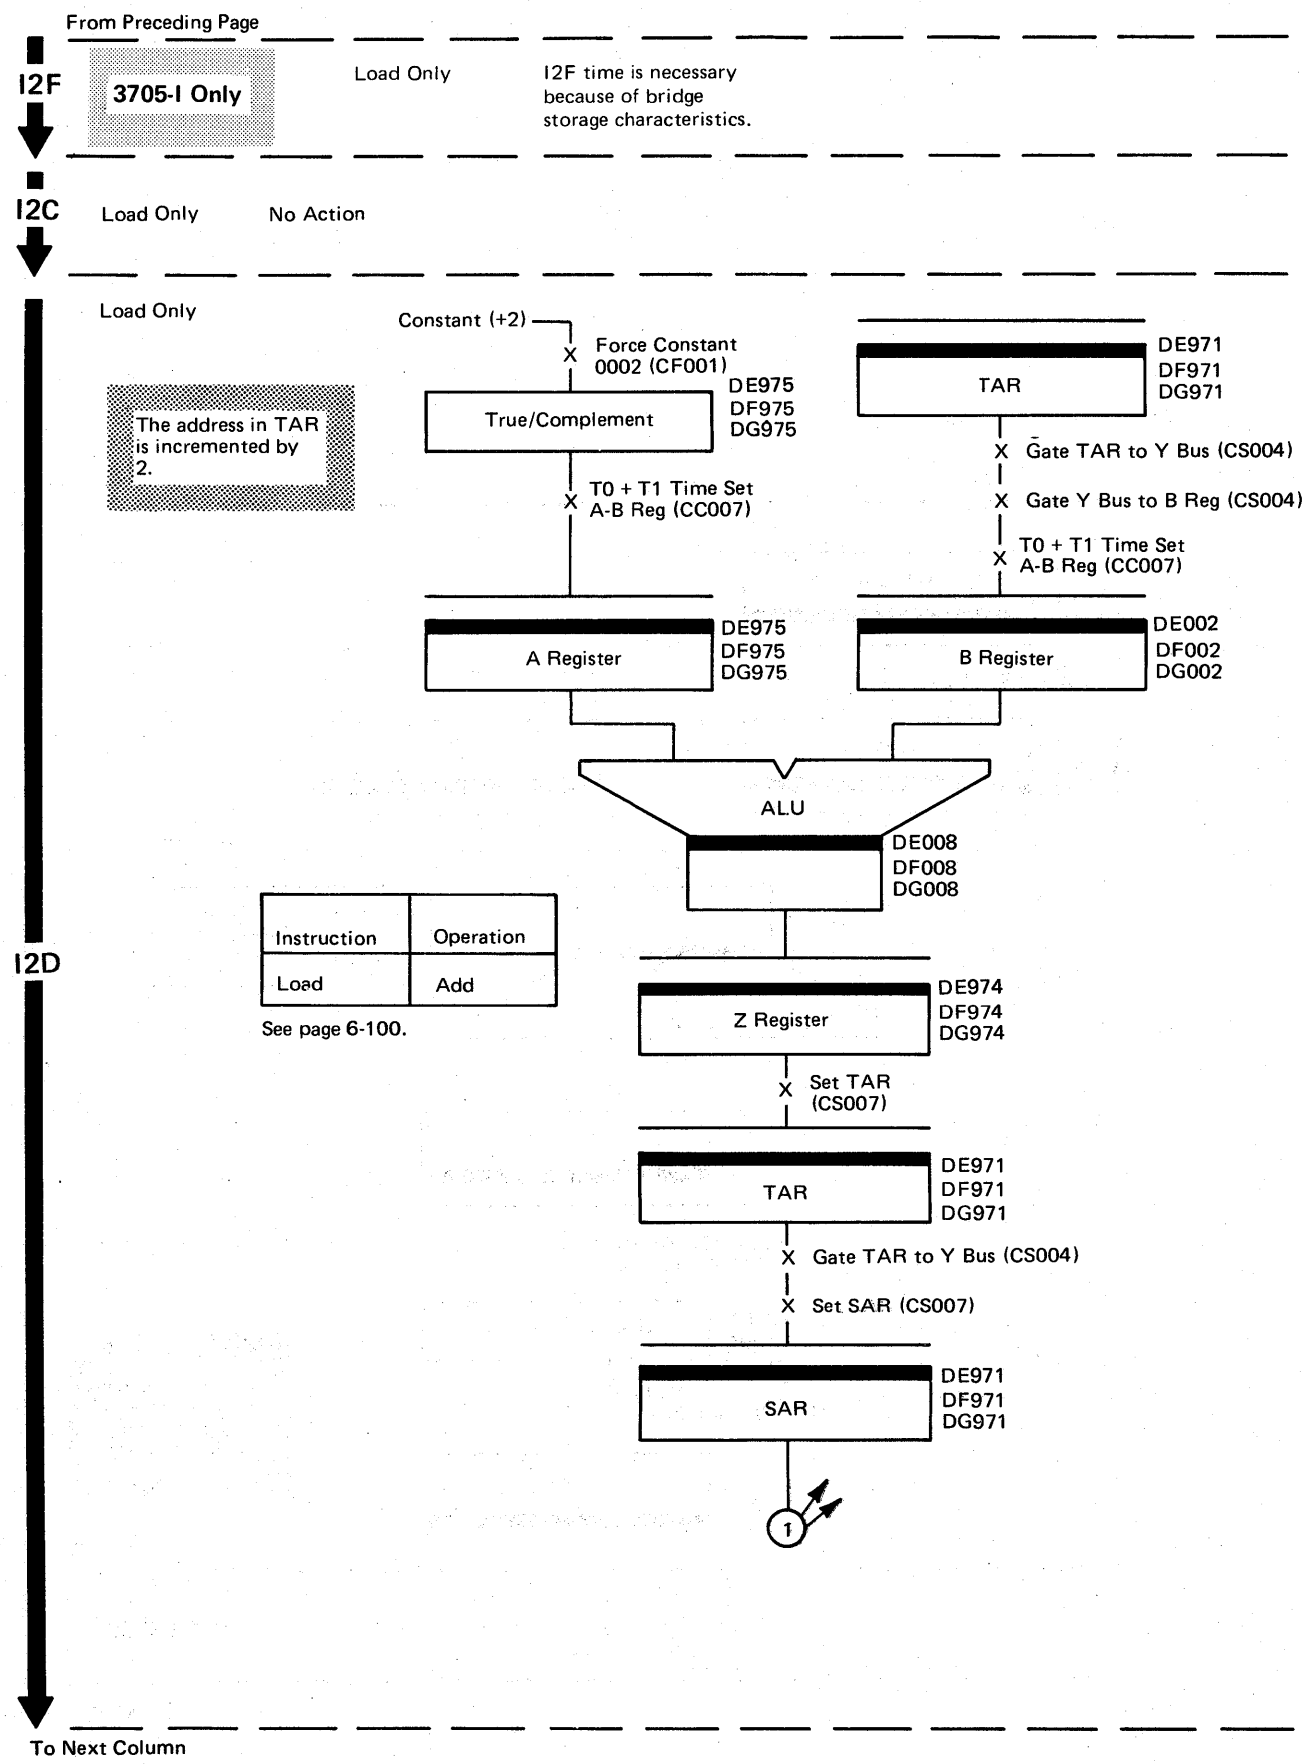 From Preceding Page
I2F
3705-I Only
Load Only
I2F time is necessary
because of bridge
storage characteristics.
I2C
Load Only
No Action
Load Only
The address in TAR
is incremented by
2.
Constant (+2)
X Force Constant
0002 (CF001)
True/Complement
DE975
DF975
DG975
X T0 + T1 Time Set
A-B Reg (CC007)
TAR
DE971
DF971
DG971
X Gate TAR to Y Bus (CS004)
X Gate Y Bus to B Reg (CS004)
X T0 + T1 Time Set
A-B Reg (CC007)
A Register
DE975
DF975
DG975
B Register
DE002
DF002
DG002
ALU
DE008
DF008
DG008
I2D
Instruction Operation
Load Add
See page 6-100.
Z Register
DE974
DF974
DG974
X Set TAR
(CS007)
TAR
DE971
DF971
DG971
X Gate TAR to Y Bus (CS004)
X Set SAR (CS007)
SAR
DE971
DF971
DG971
1
To Next Column